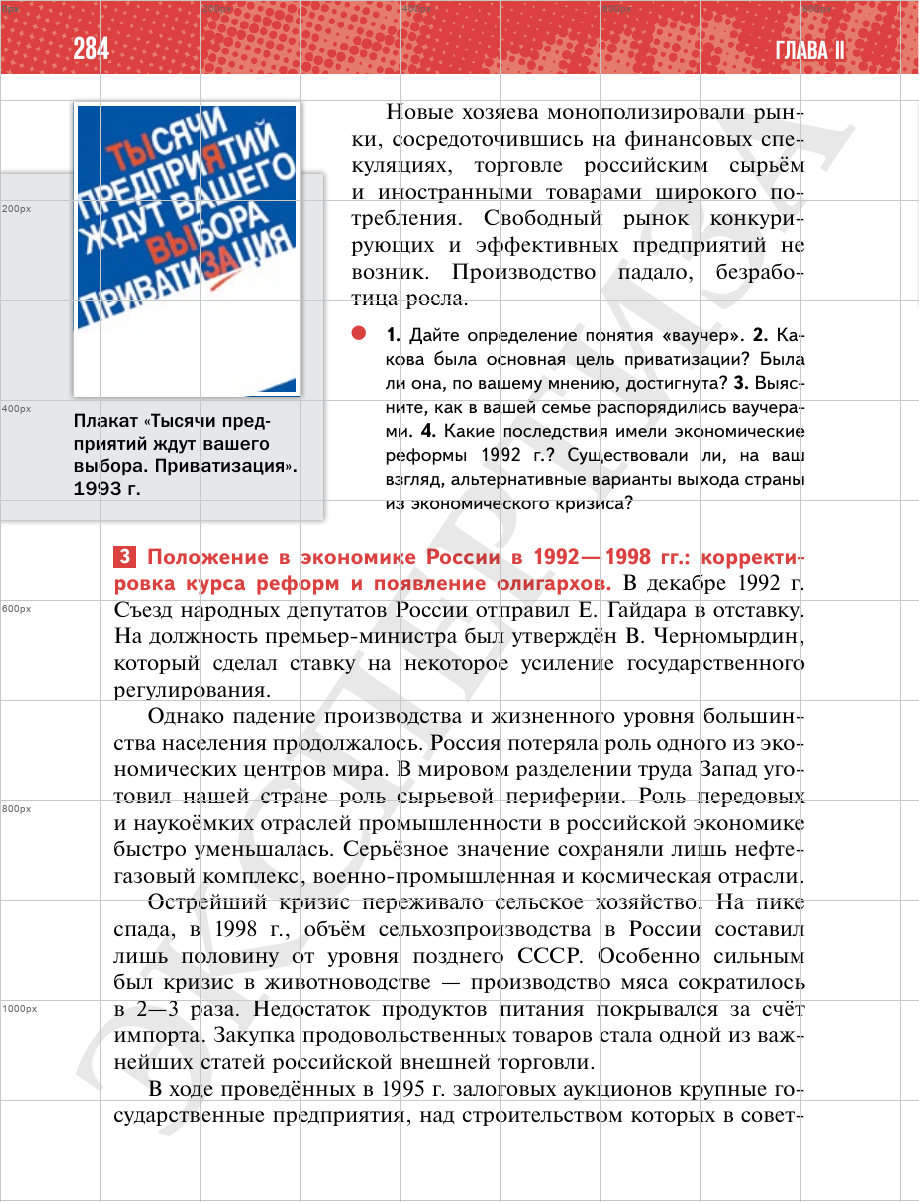 284
ГЛАВА II
ТЫСЯЧИ
ПРЕДПРИЯТИЙ
ЖДУТ ВАШЕГО
ВЫБОРА
ПРИВАТИЗАЦИЯ
Плакат «Тысячи пред-
приятий ждут вашего
выбора. Приватизация».
1993 г.
Новые хозяева монополизировали рын-
ки, сосредоточившись на финансовых спе-
куляциях, торговле российским сырьём
и иностранными товарами широкого по-
требления. Свободный рынок конкури-
рующих и эффективных предприятий не
возник. Производство падало, безрабо-
тица росла.
1. Дайте определение понятия «ваучер». 2. Ка-
кова была основная цель приватизации? Была
ли она, по вашему мнению, достигнута? 3. Выяс-
ните, как в вашей семье распорядились ваучера-
ми. 4. Какие последствия имели экономические
реформы 1992 г.? Существовали ли, на ваш
взгляд, альтернативные варианты выхода страны
из экономического кризиса?
3 Положение в экономике России в 1992—1998 гг.: корректи-
ровка курса реформ и появление олигархов. В декабре 1992 г.
Съезд народных депутатов России отправил Е. Гайдара в отставку.
На должность премьер-министра был утверждён В. Черномырдин,
который сделал ставку на некоторое усиление государственного
регулирования.
Однако падение производства и жизненного уровня большин-
ства населения продолжалось. Россия потеряла роль одного из эко-
номических центров мира. В мировом разделении труда Запад уго-
товил нашей стране роль сырьевой периферии. Роль передовых
и наукоёмких отраслей промышленности в российской экономике
быстро уменьшалась. Серьёзное значение сохраняли лишь нефте-
газовый комплекс, военно-промышленная и космическая отрасли.
Острейший кризис переживало сельское хозяйство. На пике
спада, в 1998 г., объём сельхозпроизводства в России составил
лишь половину от уровня позднего СССР. Особенно сильным
был кризис в животноводстве — производство мяса сократилось
в 2—3 раза. Недостаток продуктов питания покрывался за счёт
импорта. Закупка продовольственных товаров стала одной из важ-
нейших статей российской внешней торговли.
В ходе проведённых в 1995 г. залоговых аукционов крупные го-
сударственные предприятия, над строительством которых в совет-
ЭКСПЕРТИЗА
200px
400px
600px
800px
1000px